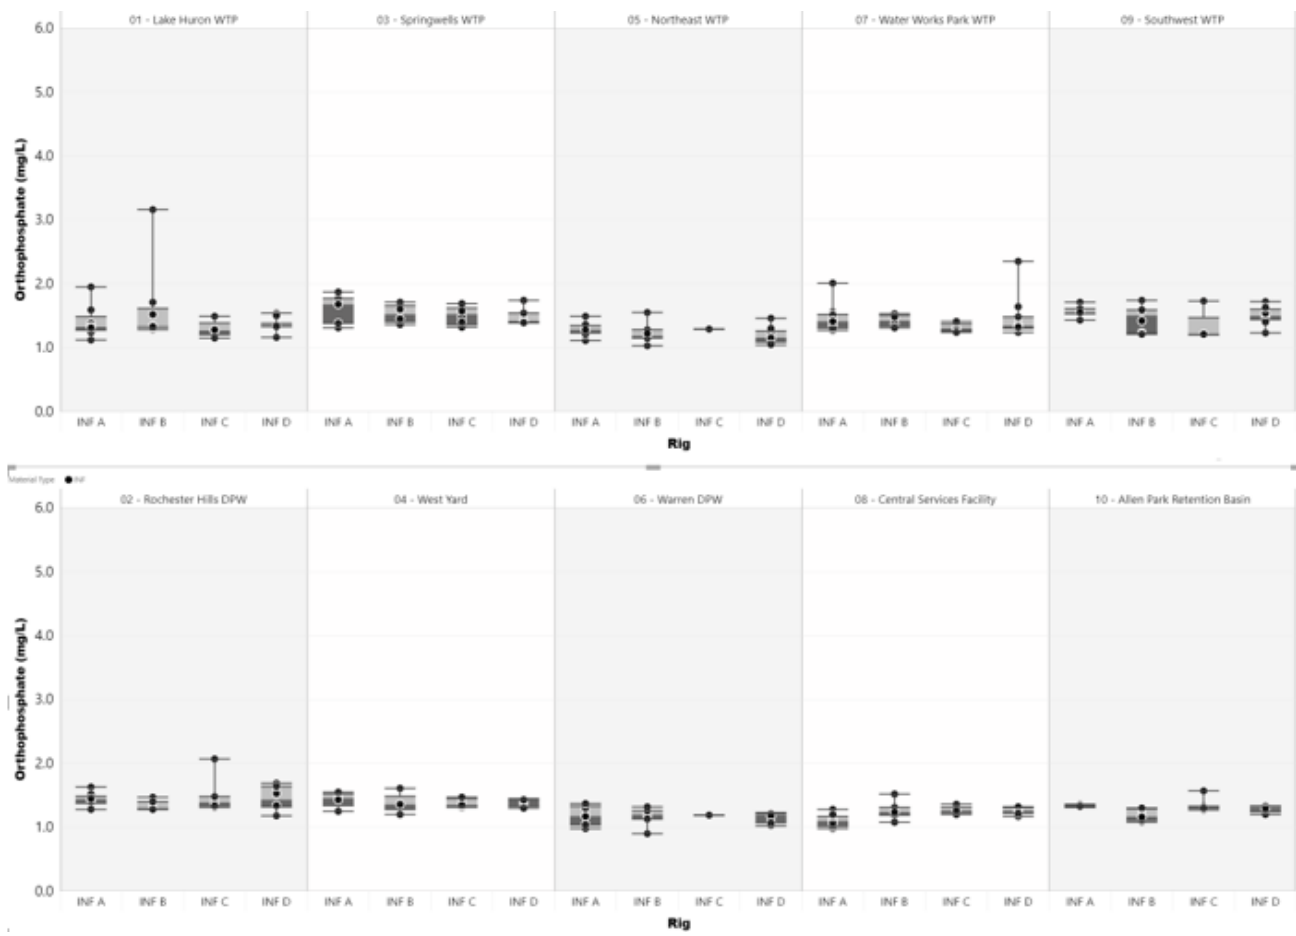 01 - Lake Huron WTP 03 - Springwells WTP 05 - Northeast WTP 07 - Water Works Park WTP 09 - Southwest WTP
6.0
5.0
4.0
3.0
2.0
1.0
0.0
Orthophosphate (mg/L)
INF A INF B INF C INF D INF A INF B INF C INF D INF A INF B INF C INF D INF A INF B INF C INF D INF A INF B INF C INF D
Rig
Material Type INF
02 - Rochester Hills DPW 04 - West Yard 06 - Warren DPW 08 - Central Services Facility 10 - Allen Park Retention Basin
6.0
5.0
4.0
3.0
2.0
1.0
0.0
Orthophosphate (mg/L)
INF A INF B INF C INF D INF A INF B INF C INF D INF A INF B INF C INF D INF A INF B INF C INF D INF A INF B INF C INF D
Rig